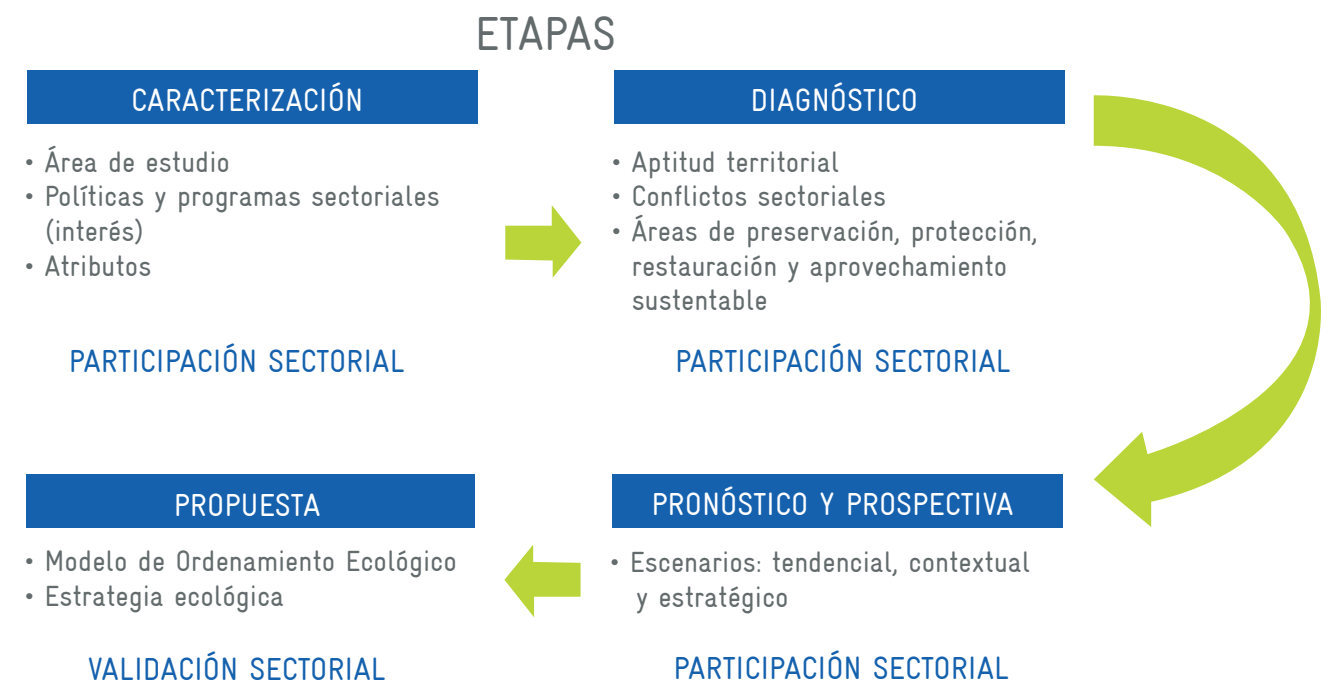 ETAPAS
CARACTERIZACIÓN
• Área de estudio
• Políticas y programas sectoriales
(interés)
• Atributos
PARTICIPACIÓN SECTORIAL
DIAGNÓSTICO
• Aptitud territorial
• Conflictos sectoriales
• Áreas de preservación, protección,
restauración y aprovechamiento
sustentable
PARTICIPACIÓN SECTORIAL
PRONÓSTICO Y PROSPECTIVA
• Escenarios: tendencial, contextual
y estratégico
PARTICIPACIÓN SECTORIAL
PROPUESTA
• Modelo de Ordenamiento Ecológico
• Estrategia ecológica
VALIDACIÓN SECTORIAL